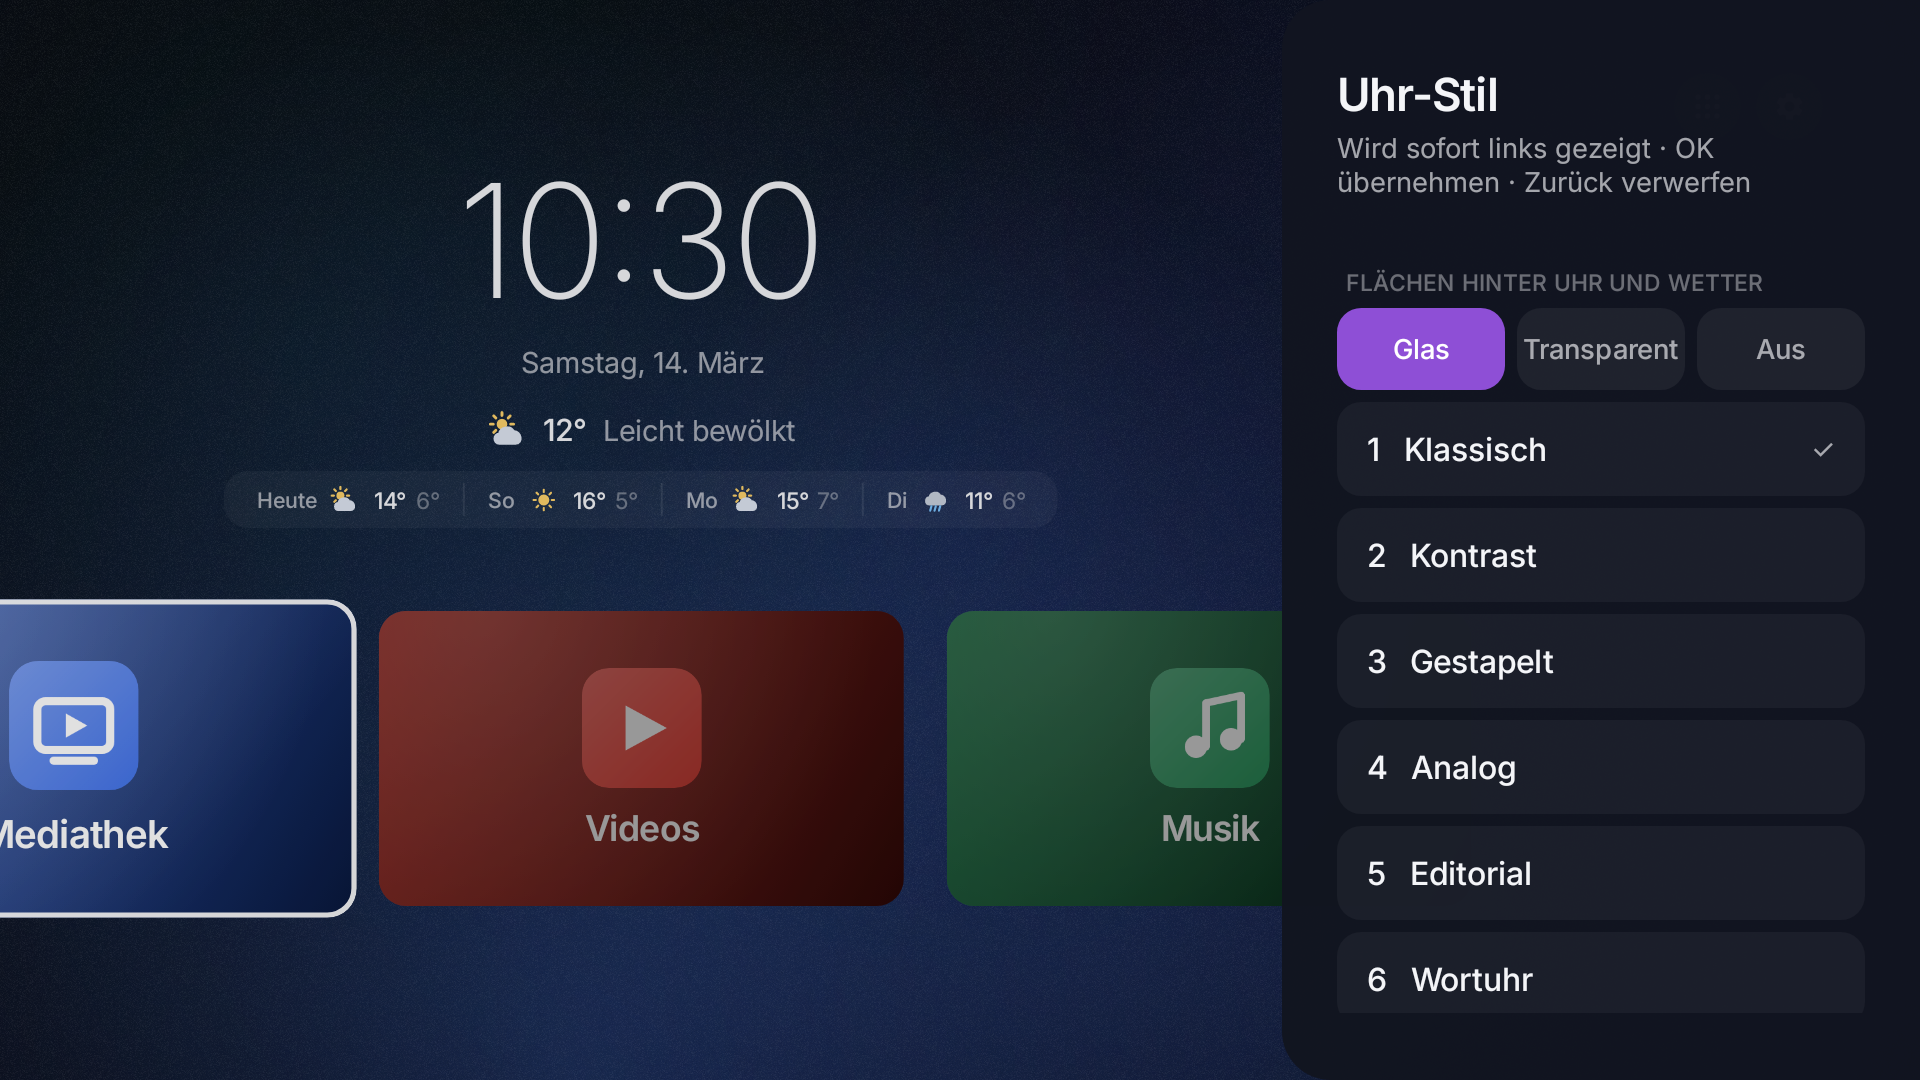 10:30
Samstag, 14. März
12° Leicht bewölkt
Heute 14° 6° So 16° 5° Mo 15° 7° Di 11° 6°
Mediathek
Videos
Musik
Uhr-Stil
Wird sofort links gezeigt · OK
übernehmen · Zurück verwerfen
FLÄCHEN HINTER UHR UND WETTER
Glas Transparent Aus
1 Klassisch
2 Kontrast
3 Gestapelt
4 Analog
5 Editorial
6 Wortuhr